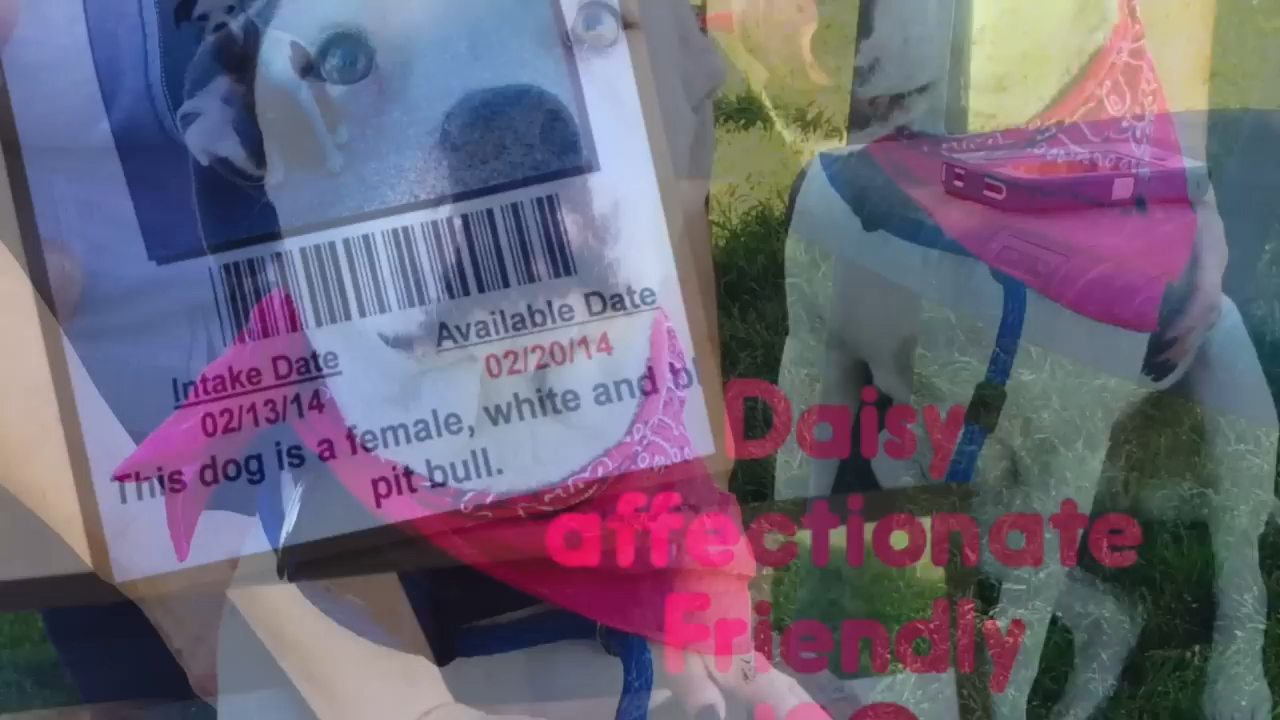 Intake Date
02/13/14
Available Date
02/20/14
This dog is a female, white and
pit bull.
Daisy
affectionate
Friendly